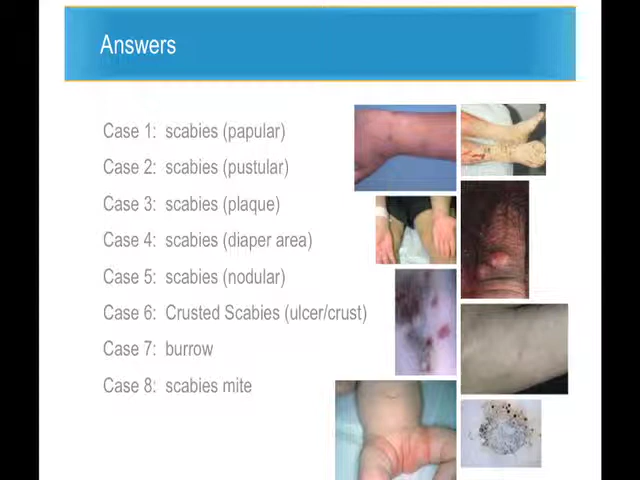 Answers
Case 1: scabies (papular)
Case 2: scabies (pustular)
Case 3: scabies (plaque)
Case 4: scabies (diaper area)
Case 5: scabies (nodular)
Case 6: Crusted Scabies (ulcer/crust)
Case 7: burrow
Case 8: scabies mite